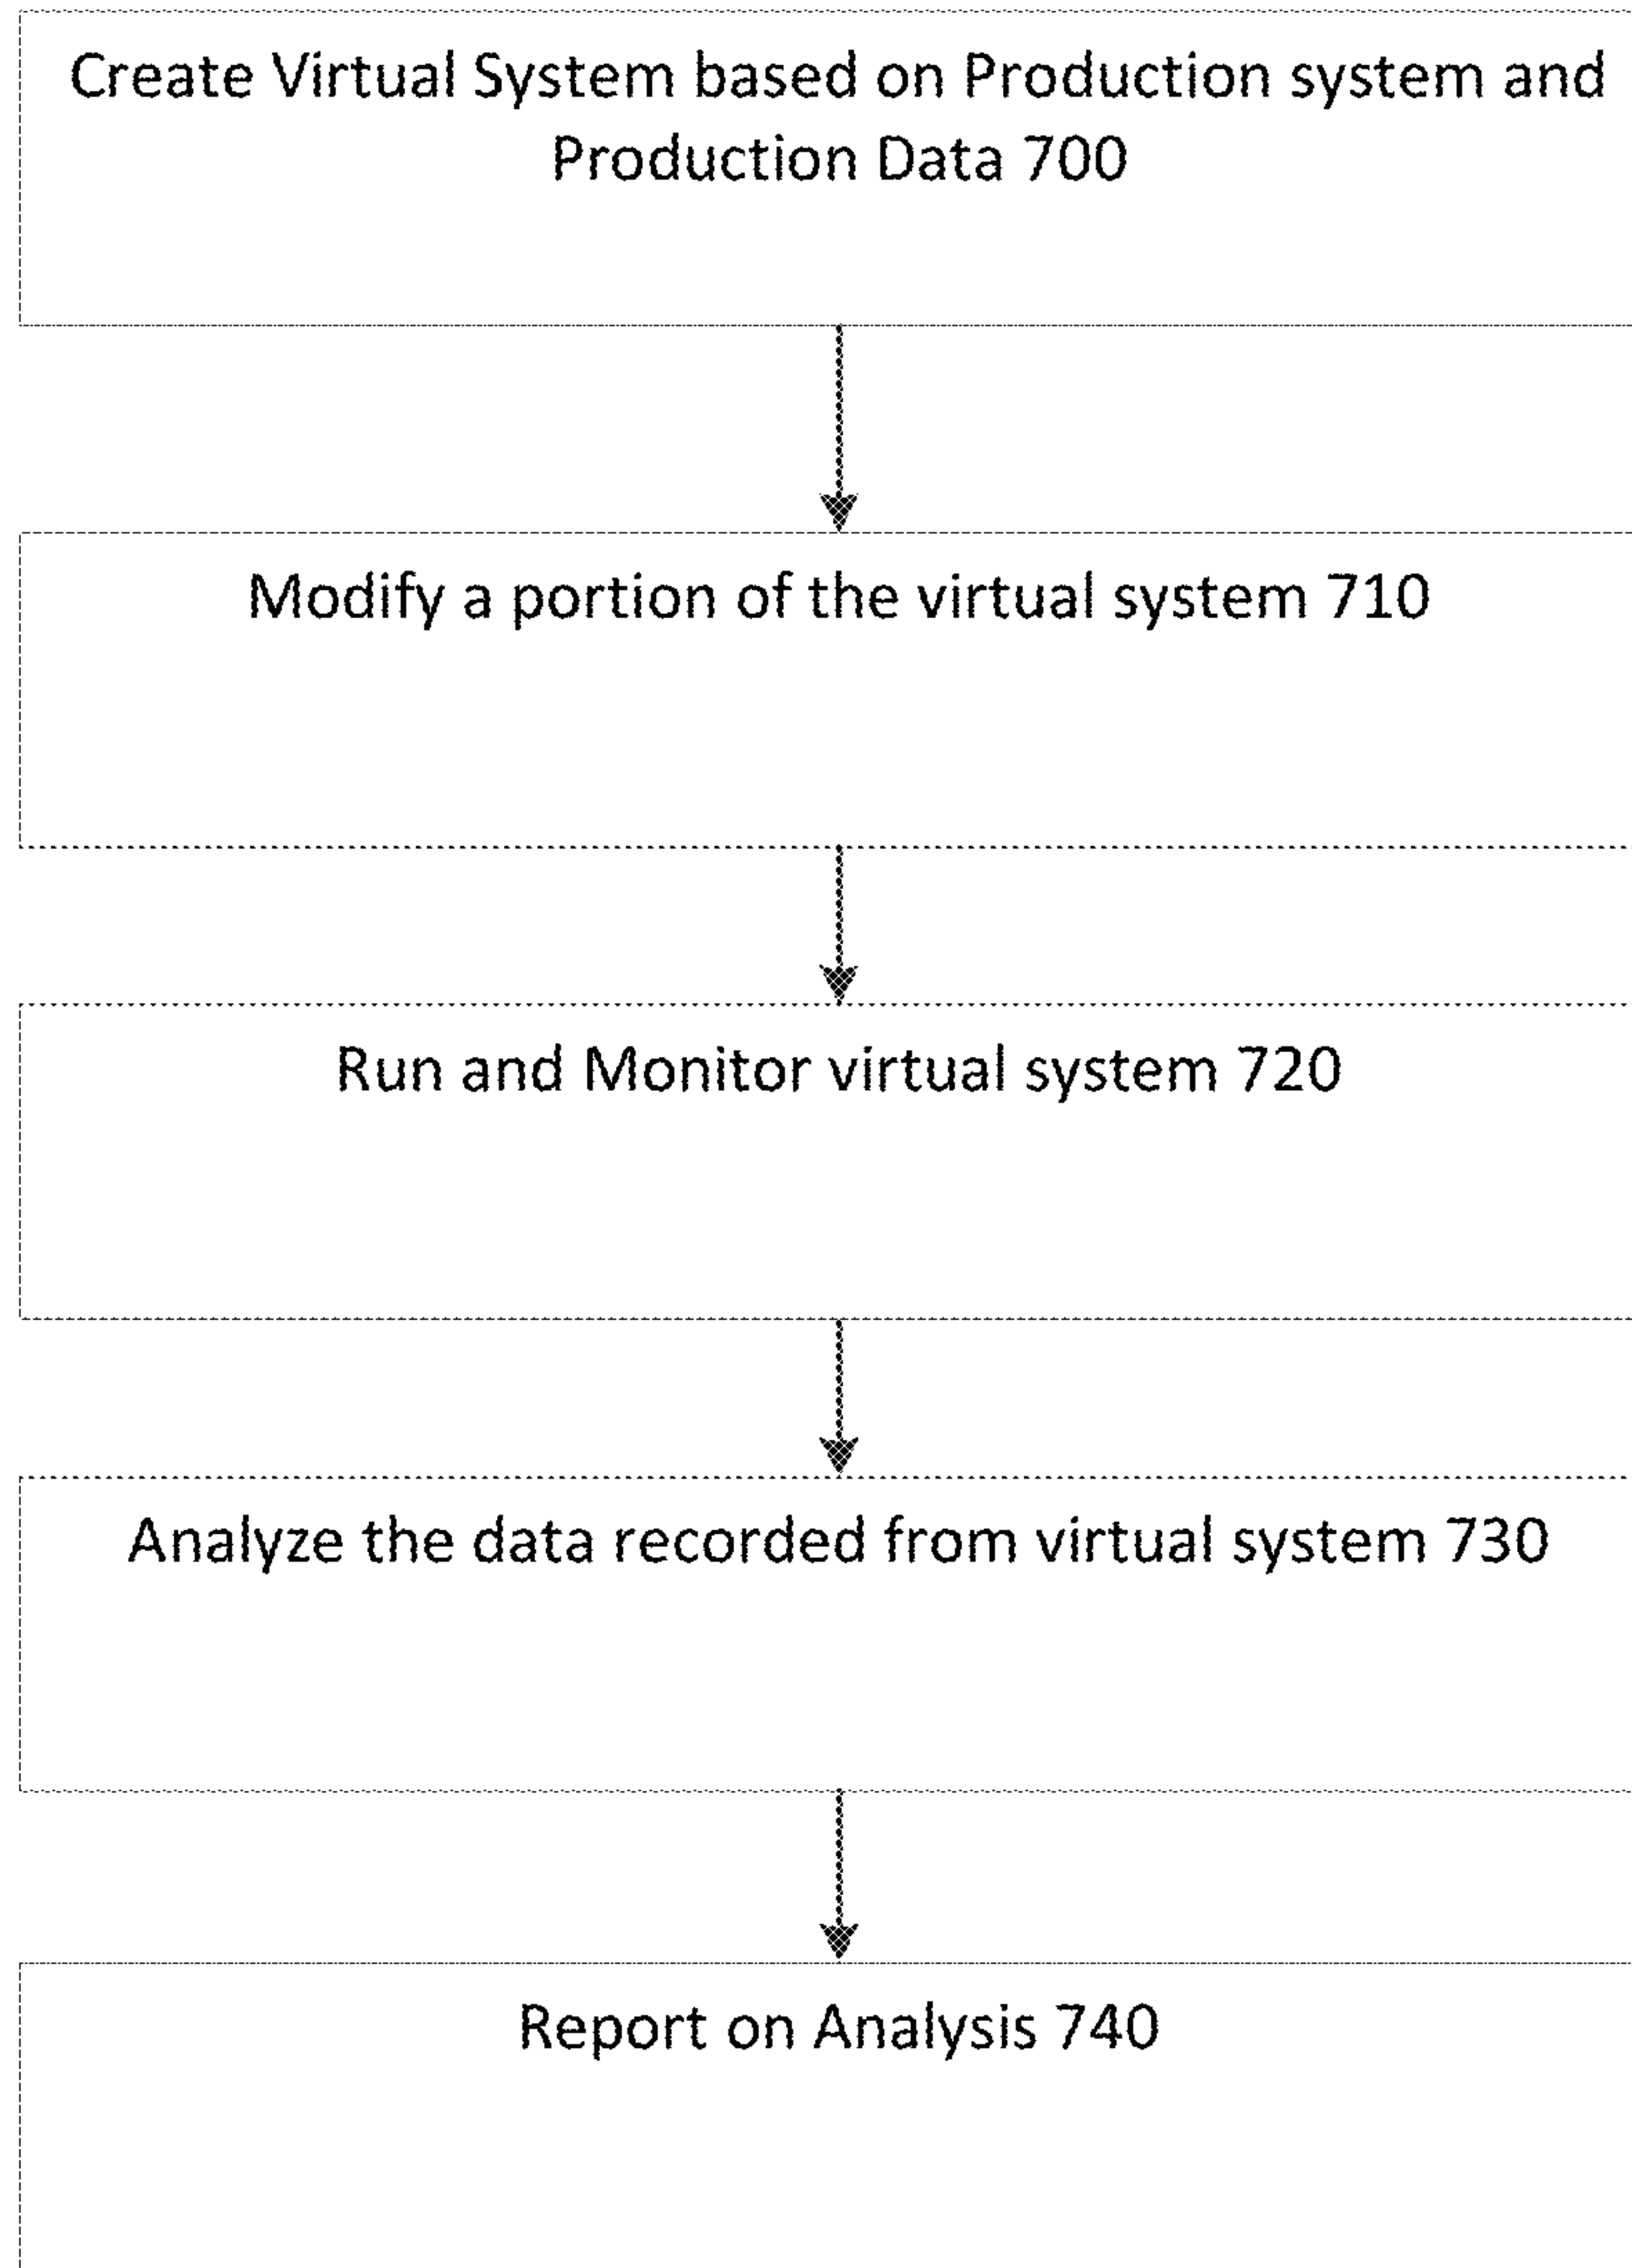 Create Virtual System based on Production system and
Production Data 700
Modify a portion of the virtual system 710
Run and Monitor virtual system 720
Analyze the data recorded from virtual system 730
Report on Analysis 740